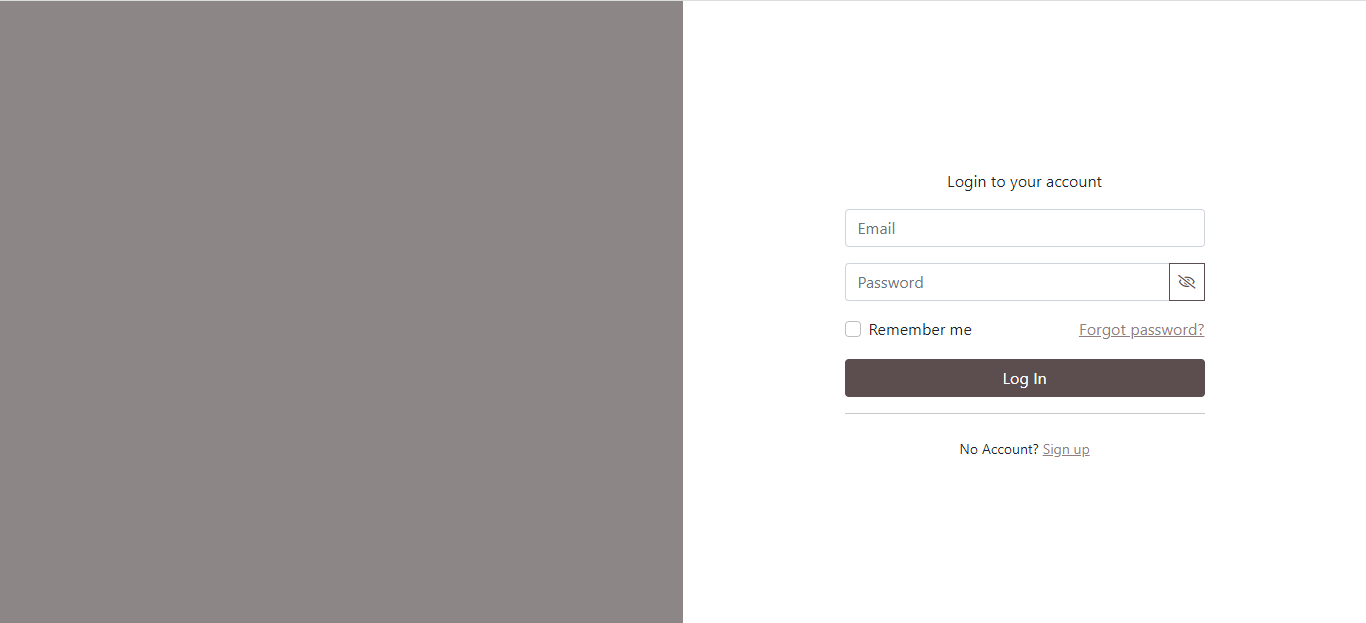 Login to your account
Email
Password
Remember me Forgot password?
Log In
No Account? Sign up